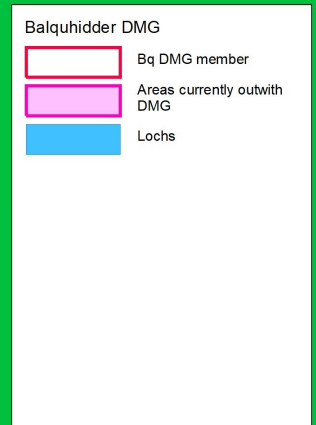 Balquhidder DMG
Bq DMG member
Areas currently outwith
DMG
Lochs